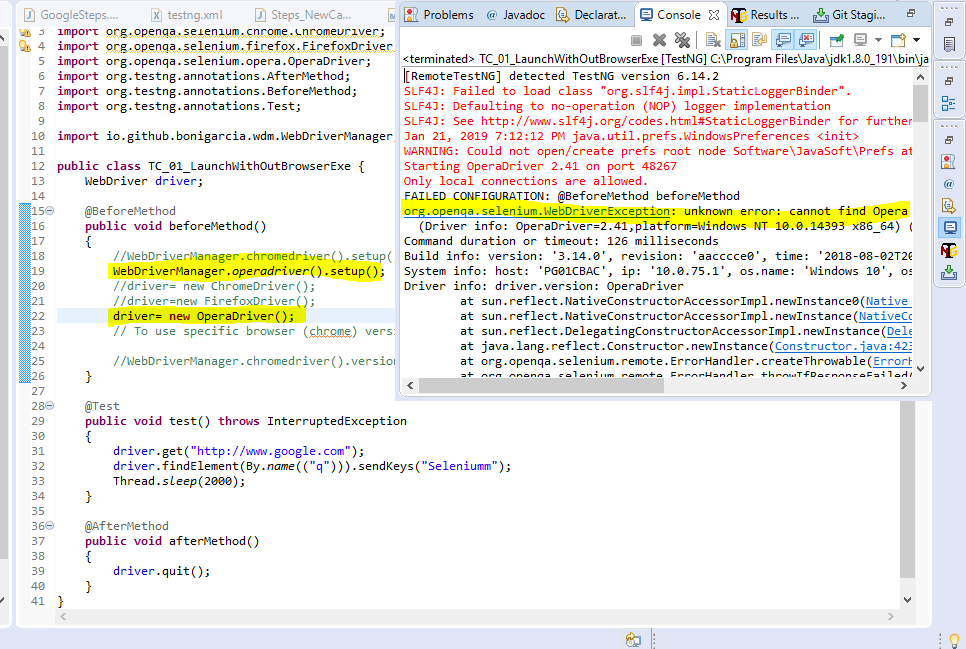 GoogleSteps....
testng.xml
Steps_NewCa...
3 import org.openqa.selenium.chrome.ChromeDriver;
4 import org.openqa.selenium.firefox.FirefoxDriver
5 import org.openqa.selenium.opera.OperaDriver;
6 import org.testng.annotations.AfterMethod;
7 import org.testng.annotations.BeforeMethod;
8 import org.testng.annotations.Test;
9
10 import io.github.bonigarcia.wdm.WebDriverManager
11
12 public class TC_01_LaunchWithOutBrowserExe {
13 WebDriver driver;
14
15 @BeforeMethod
16 public void beforeMethod()
17 {
18 //WebDriverManager.chromedriver().setup(
19 WebDriverManager.operadriver().setup();
20 //driver= new ChromeDriver();
21 //driver=new FirefoxDriver();
22 driver= new OperaDriver();
23 // To use specific browser (chrome) versi
24
25 //WebDriverManager.chromedriver().version
26 }
27
28 @Test
29 public void test() throws InterruptedException
30 {
31 driver.get("http://www.google.com");
32 driver.findElement(By.name(("q"))).sendKeys("Seleniumm");
33 Thread.sleep(2000);
34 }
35
36 @AfterMethod
37 public void afterMethod()
38 {
39 driver.quit();
40 }
41 }
Problems
@ Javadoc
Declarat...
Console
Results ...
Git Stagi...
<terminated> TC_01_LaunchWithOutBrowserExe [TestNG] C:\Program Files\Java\jdk1.8.0_191\bin\ja
[RemoteTestNG] detected TestNG version 6.14.2
SLF4J: Failed to load class "org.slf4j.impl.StaticLoggerBinder".
SLF4J: Defaulting to no-operation (NOP) logger implementation
SLF4J: See http://www.slf4j.org/codes.html#StaticLoggerBinder for further
Jan 21, 2019 7:12:12 PM java.util.prefs.WindowsPreferences <init>
WARNING: Could not open/create prefs root node Software\JavaSoft\Prefs at
Starting OperaDriver 2.41 on port 48267
Only local connections are allowed.
FAILED CONFIGURATION: @BeforeMethod beforeMethod
org.openqa.selenium.WebDriverException: unknown error: cannot find Opera
(Driver info: OperaDriver=2.41,platform=Windows NT 10.0.14393 x86_64) (
Command duration or timeout: 126 milliseconds
Build info: version: '3.14.0', revision: 'aacccce0', time: '2018-08-02T20
System info: host: 'PG01CBAC', ip: '10.0.75.1', os.name: 'Windows 10', os
Driver info: driver.version: OperaDriver
at sun.reflect.NativeConstructorAccessorImpl.newInstance0(Native
at sun.reflect.NativeConstructorAccessorImpl.newInstance(NativeCo
at sun.reflect.DelegatingConstructorAccessorImpl.newInstance(Dele
at java.lang.reflect.Constructor.newInstance(Constructor.java:423
at org.openqa.selenium.remote.ErrorHandler.createThrowable(ErrorH
at org.openqa.selenium.remote.ErrorHandler.throwIfResponseFailed(